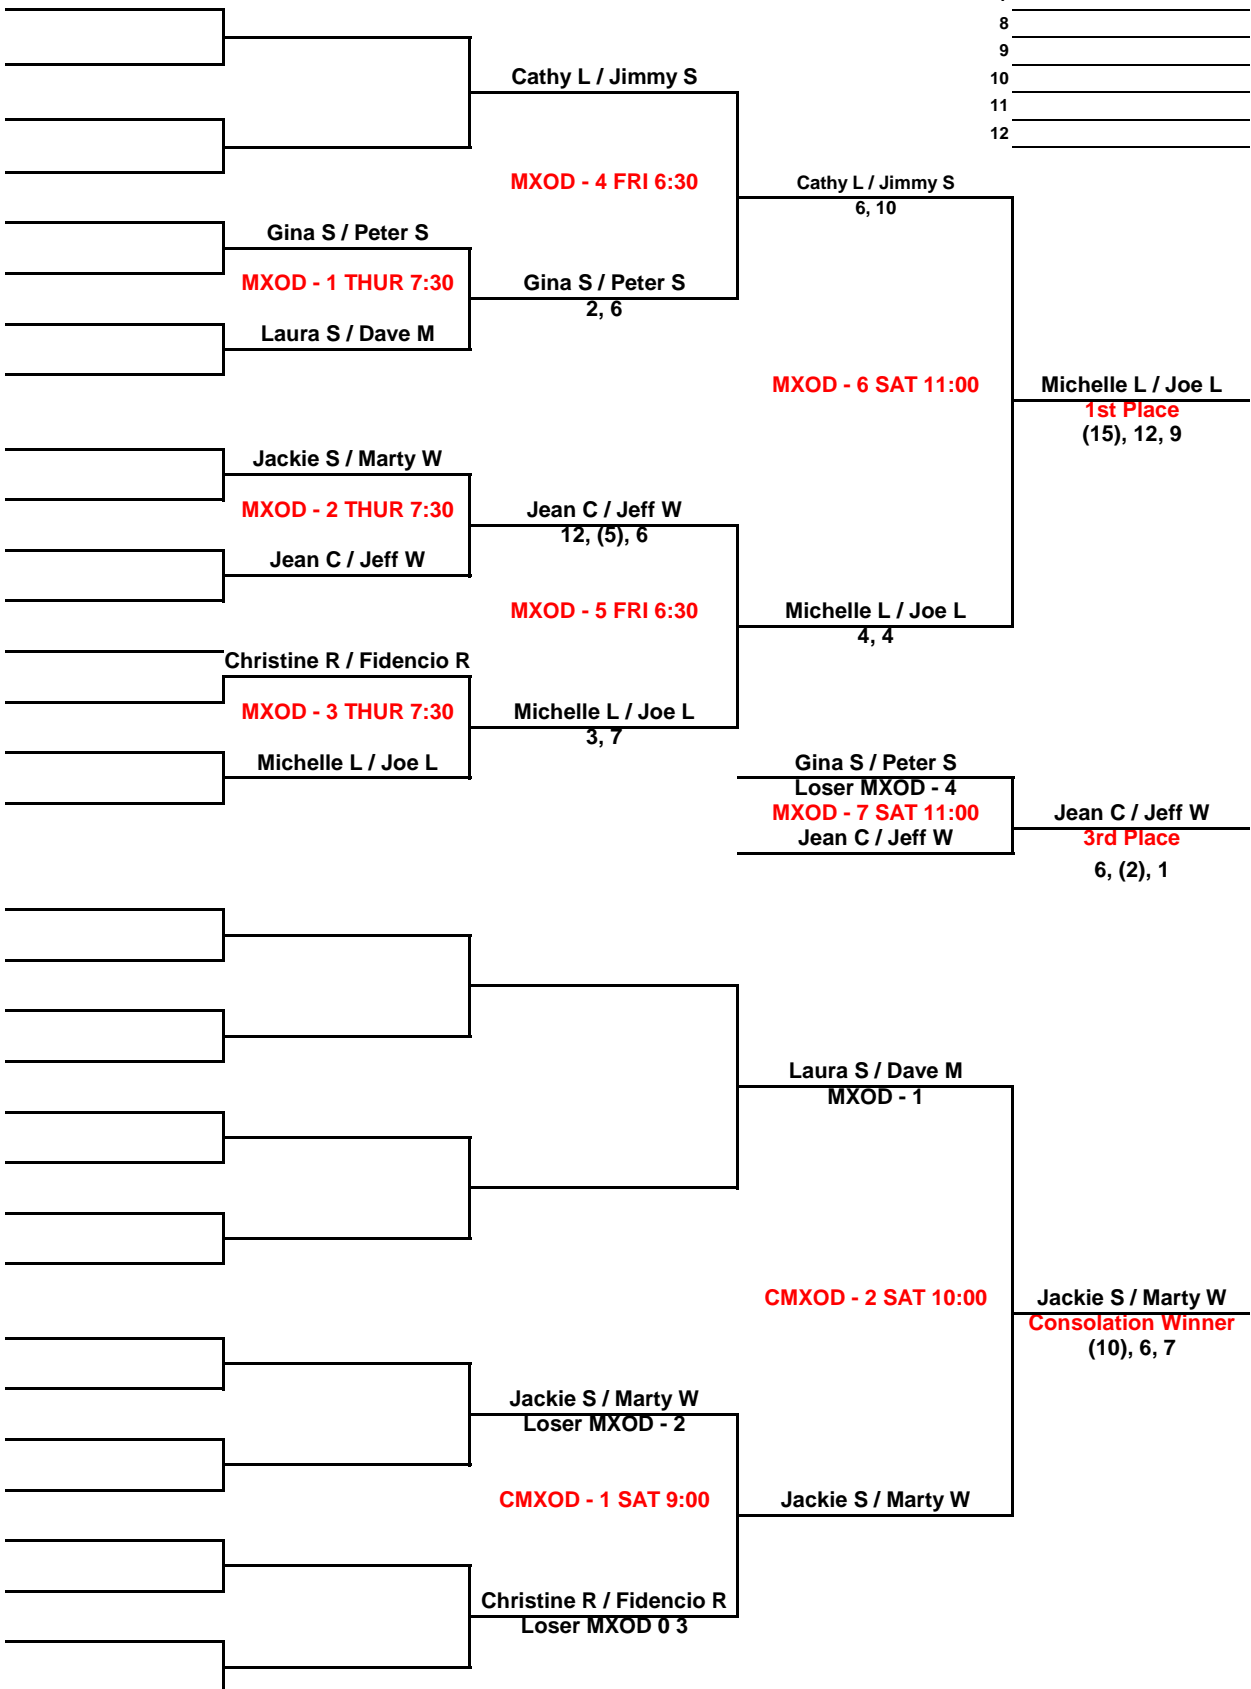 8
9
Cathy L / Jimmy S
10
11
12
MXOD - 4 FRI 6:30
Cathy L / Jimmy S
6, 10
Gina S / Peter S
MXOD - 1 THUR 7:30
Gina S / Peter S
2, 6
Laura S / Dave M
MXOD - 6 SAT 11:00
Michelle L / Joe L
1st Place
(15), 12, 9
Jackie S / Marty W
MXOD - 2 THUR 7:30
Jean C / Jeff W
12, (5), 6
Jean C / Jeff W
MXOD - 5 FRI 6:30
Michelle L / Joe L
4, 4
Christine R / Fidencio R
MXOD - 3 THUR 7:30
Michelle L / Joe L
3, 7
Michelle L / Joe L
Gina S / Peter S
Loser MXOD - 4
MXOD - 7 SAT 11:00
Jean C / Jeff W
Jean C / Jeff W
3rd Place
6, (2), 1
Laura S / Dave M
MXOD - 1
CMXOD - 2 SAT 10:00
Jackie S / Marty W
Consolation Winner
(10), 6, 7
Jackie S / Marty W
Loser MXOD - 2
CMXOD - 1 SAT 9:00
Jackie S / Marty W
Christine R / Fidencio R
Loser MXOD 0 3